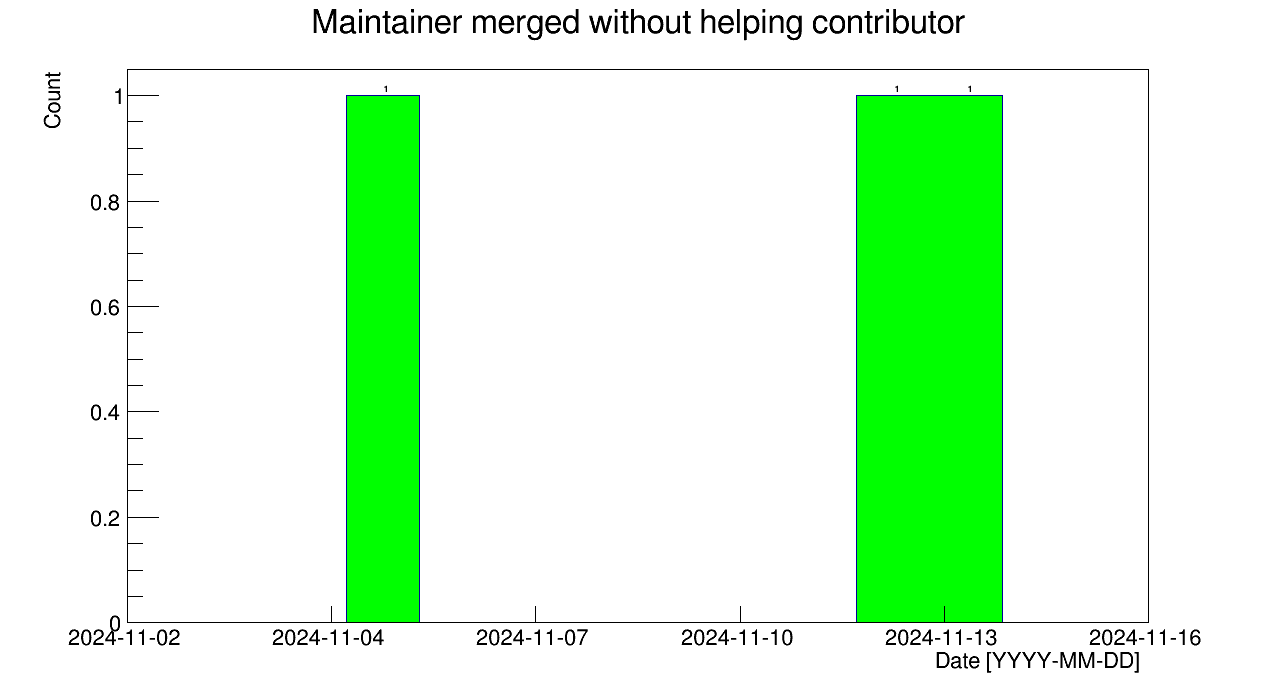 Maintainer merged without helping contributor
Count
1
1 1 1
0.8
0.6
0.4
0.2
0
2024-11-02 2024-11-04 2024-11-07 2024-11-10 2024-11-13 2024-11-16
Date [YYYY-MM-DD]